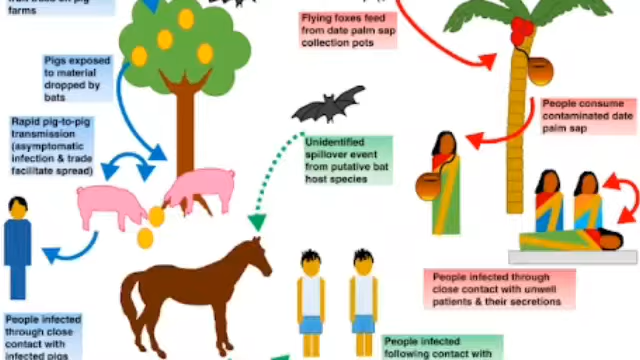 farms
Flying foxes feed
from date palm sap
collection pots
Pigs exposed
to material
dropped by
bats
People consume
contaminated date
palm sap
Rapid pig-to-pig
transmission
(asymptomatic
infection & trade
facilitate spread)
Unidentified
spillover event
from putative bat
host species
People infected through
close contact with unwell
patients & their secretions
People infected
through close
contact with
infected pigs
People infected
following contact with